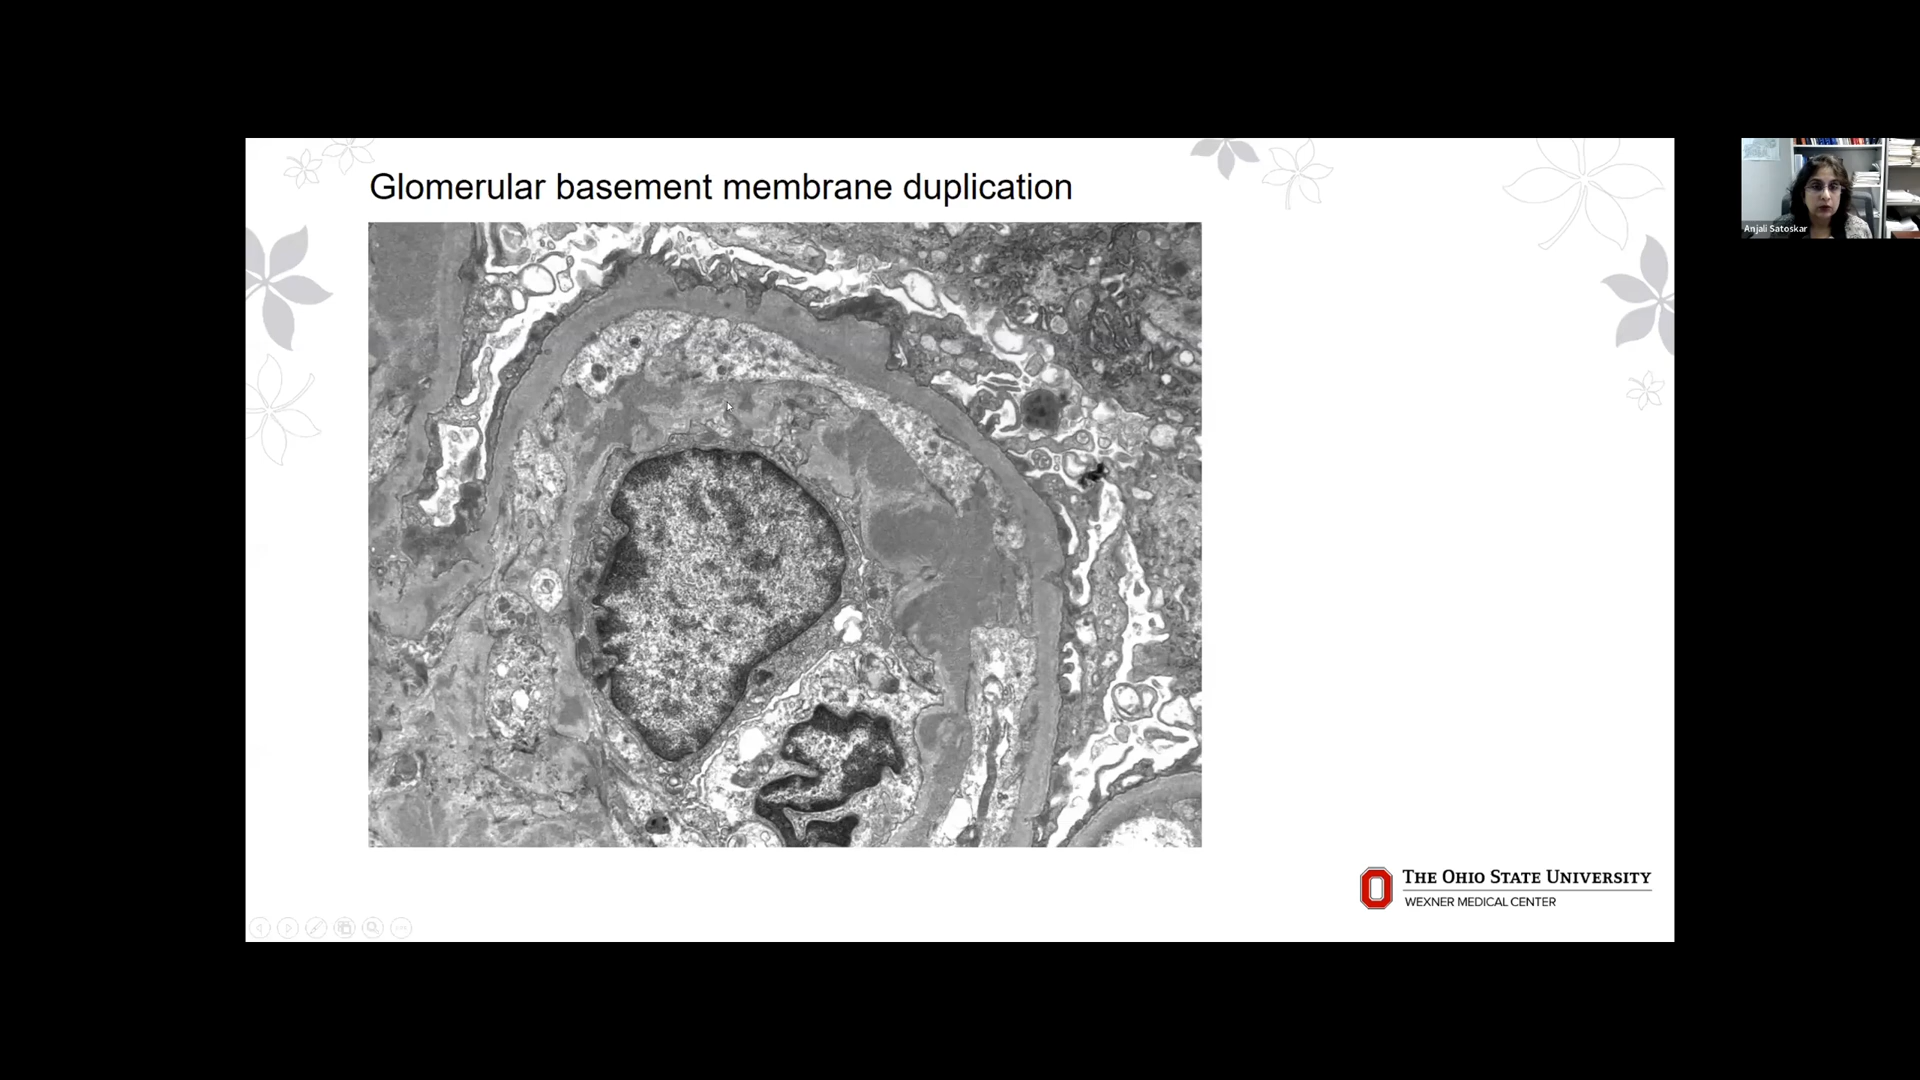 Glomerular basement membrane duplication
Anjali Satoskar
THE OHIO STATE UNIVERSITY
WEXNER MEDICAL CENTER